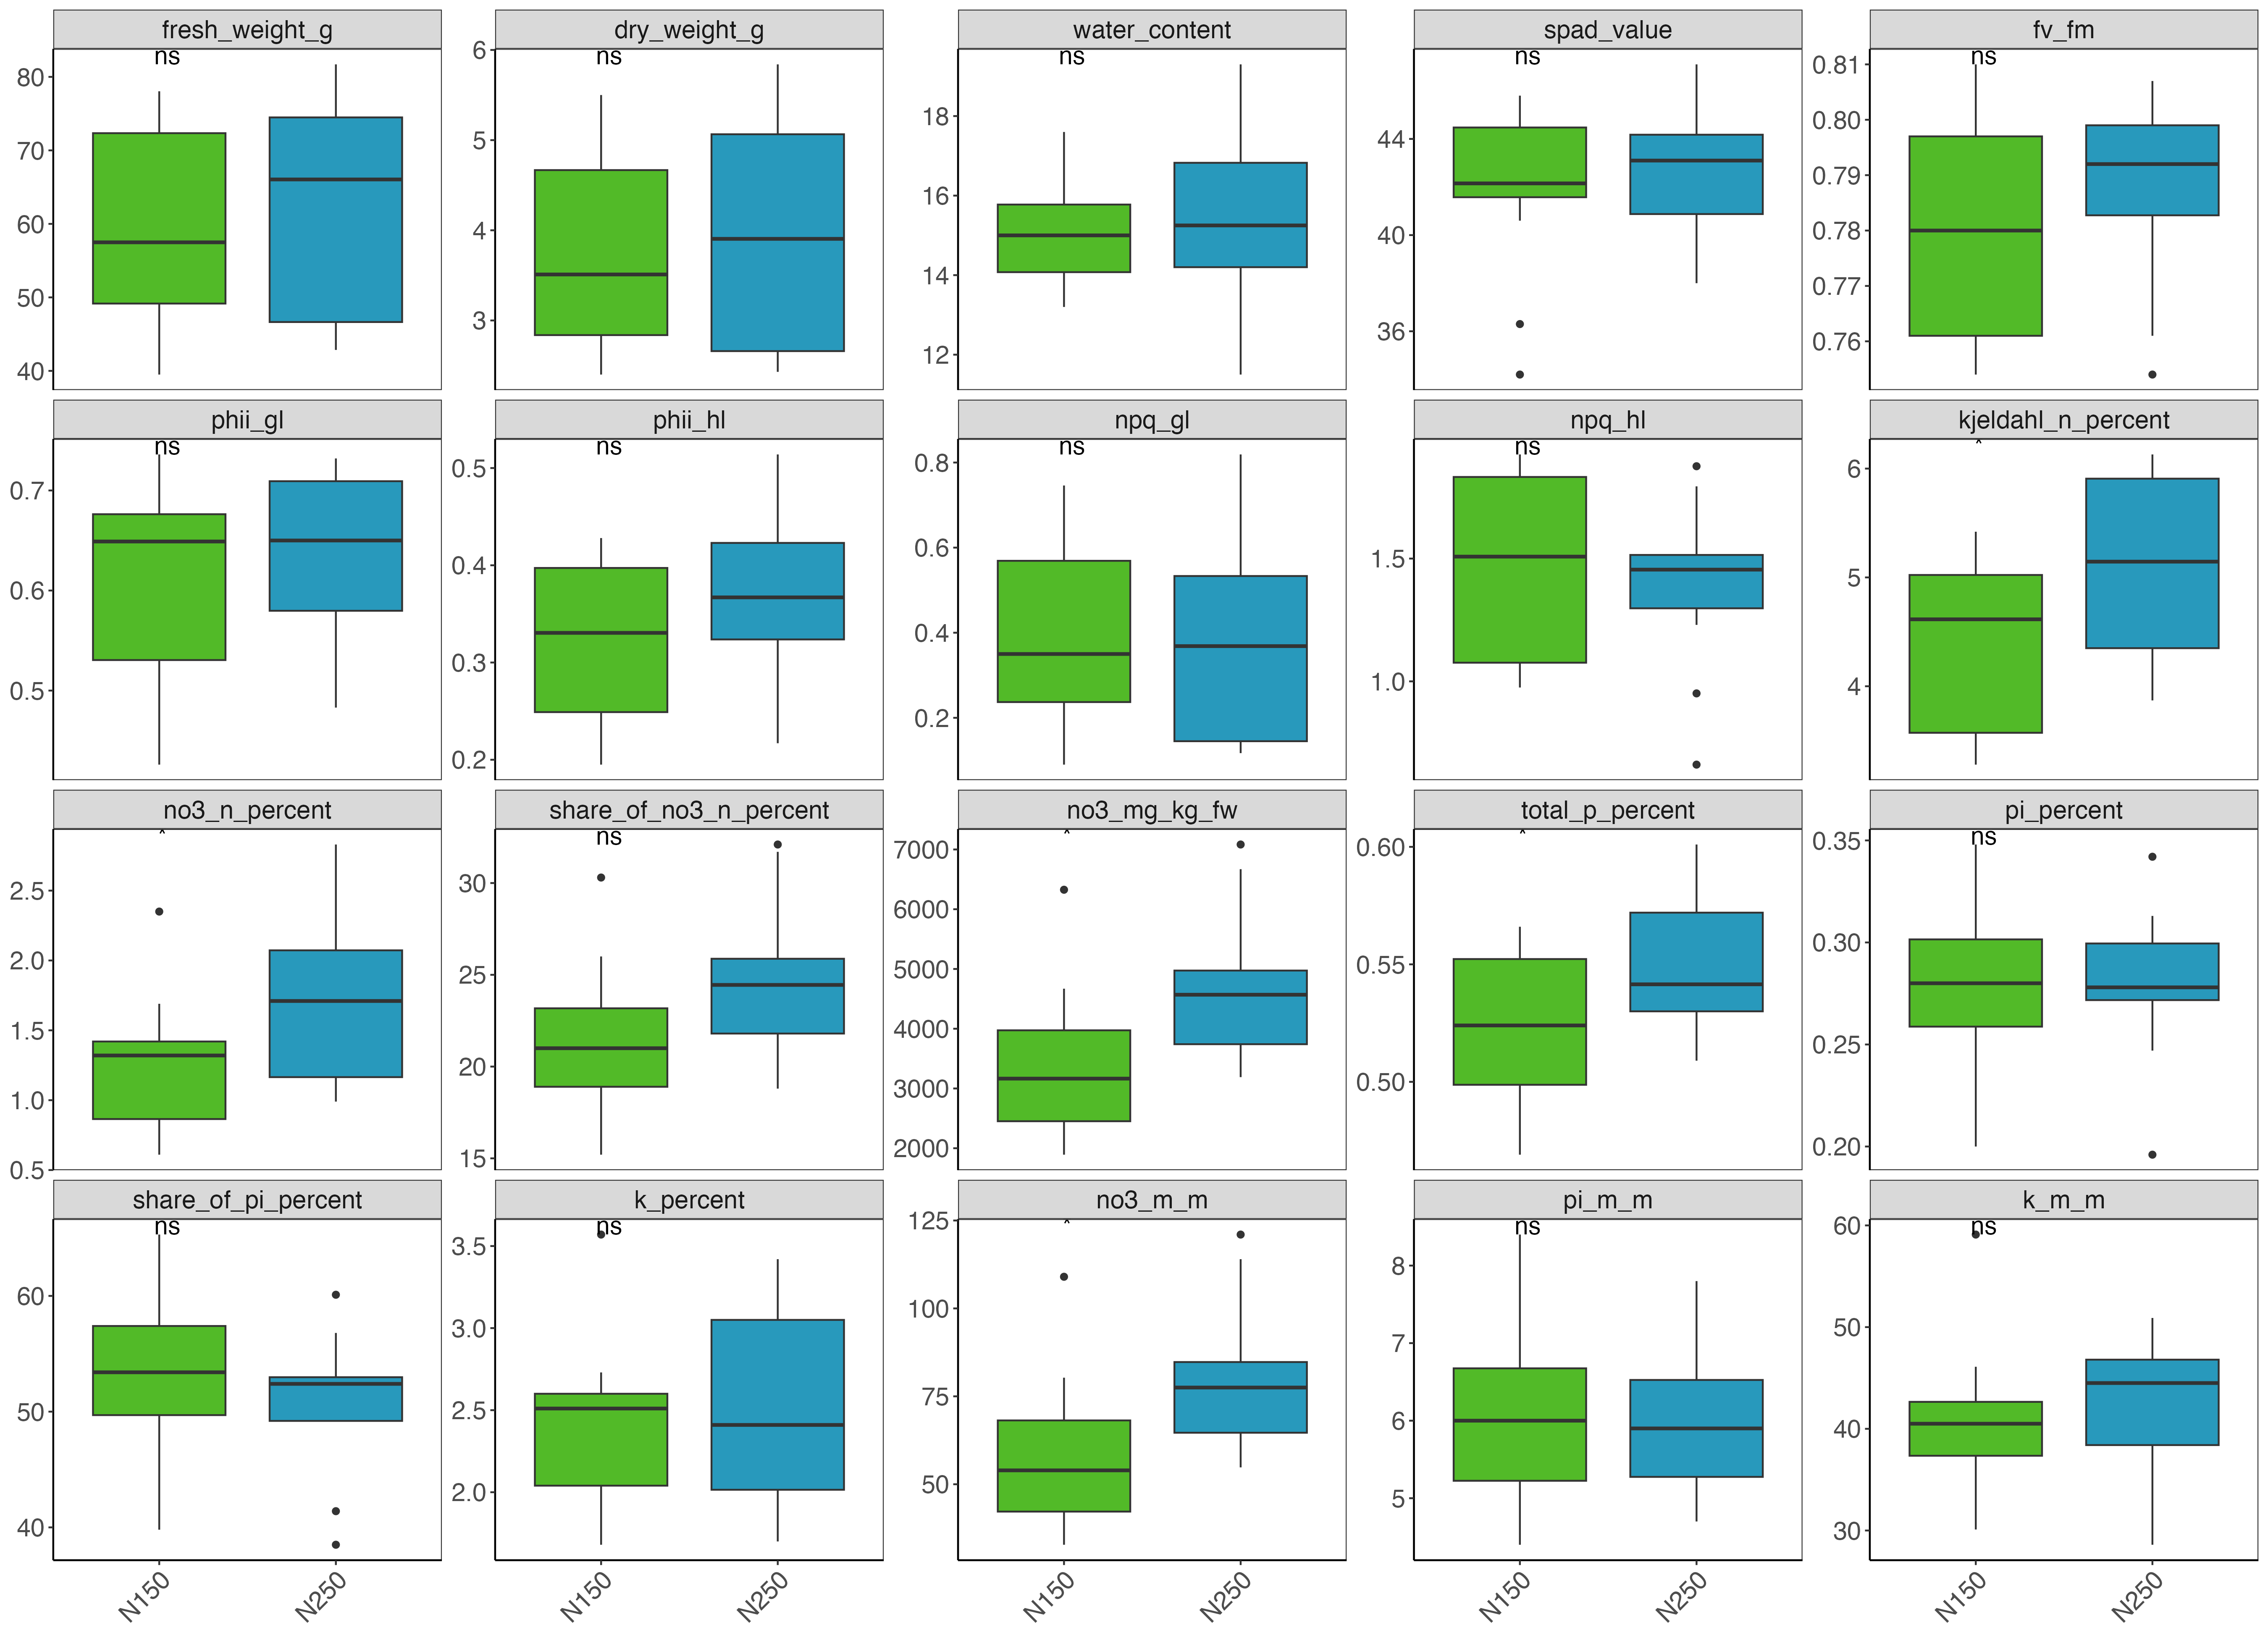 fresh_weight_g dry_weight_g water_content spad_value fv_fm
ns ns ns ns ns
80 70 60 50 40
6 5 4 3
18 16 14 12
44 40 36
0.81 0.80 0.79 0.78 0.77 0.76
phii_gl phii_hl npq_gl npq_hl kjeldahl_n_percent
ns ns ns ns *
0.7 0.6 0.5
0.5 0.4 0.3 0.2
0.8 0.6 0.4 0.2
1.5 1.0
6 5 4
no3_n_percent share_of_no3_n_percent no3_mg_kg_fw total_p_percent pi_percent
* ns * * ns
2.5 2.0 1.5 1.0 0.5
30 25 20 15
7000 6000 5000 4000 3000 2000
0.60 0.55 0.50
0.35 0.30 0.25 0.20
share_of_pi_percent k_percent no3_m_m pi_m_m k_m_m
ns ns * ns ns
60 50 40
3.5 3.0 2.5 2.0
125 100 75 50
8 7 6 5
60 50 40 30
N150 N250 N150 N250 N150 N250 N150 N250 N150 N250